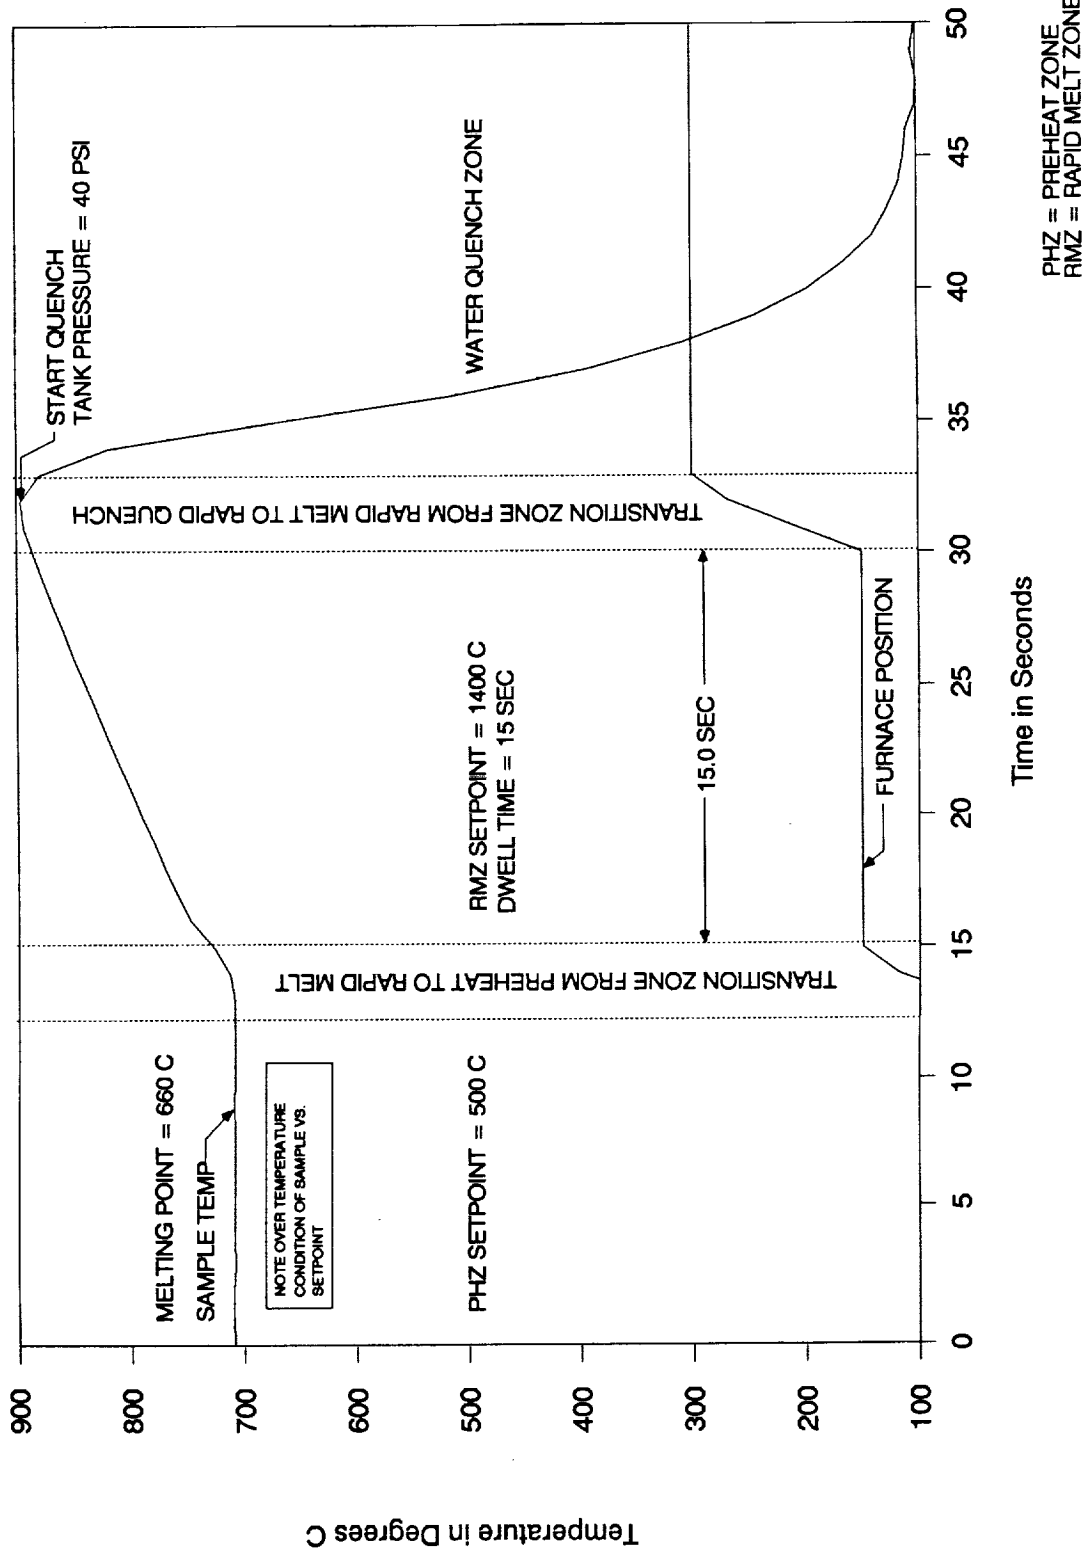 START QUENCH
TANK PRESSURE = 40 PSI
MELTING POINT = 660 C
SAMPLE TEMP
NOTE OVER TEMPERATURE
CONDITION OF SAMPLE VS.
SETPOINT
PHZ SETPOINT = 500 C
TRANSITION ZONE FROM PREHEAT TO RAPID MELT
RMZ SETPOINT = 1400 C
DWELL TIME = 15 SEC
15.0 SEC
FURNACE POSITION
TRANSITION ZONE FROM RAPID MELT TO RAPID QUENCH
WATER QUENCH ZONE
Temperature in Degrees C
900
800
700
600
500
400
300
200
100
0
5
10
15
20
25
30
35
40
45
50
Time in Seconds
PHZ = PREHEAT ZONE
RMZ = RAPID MELT ZONE